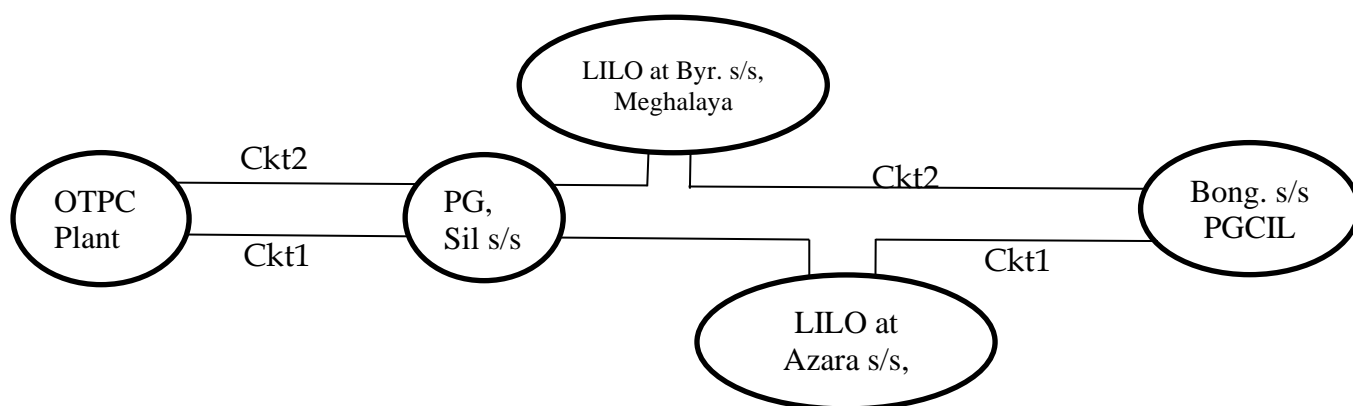 LILO at Byr. s/s,
Meghalaya
Ckt2
OTPC
Plant
Ckt1
PG,
Sil s/s
Ckt2
Bong. s/s
PGCIL
Ckt1
LILO at
Azara s/s,